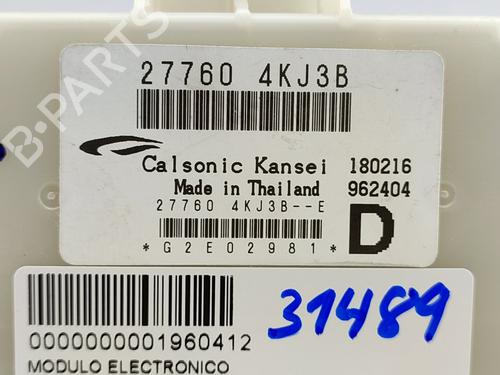 27760 4KJ3B
Calsonic Kansei 180216
Made in Thailand 962404
27760 4KJ3B--E
*G2E02981*
D
31489
0000000001960412
MODULO ELECTRONICO
B-PARTS